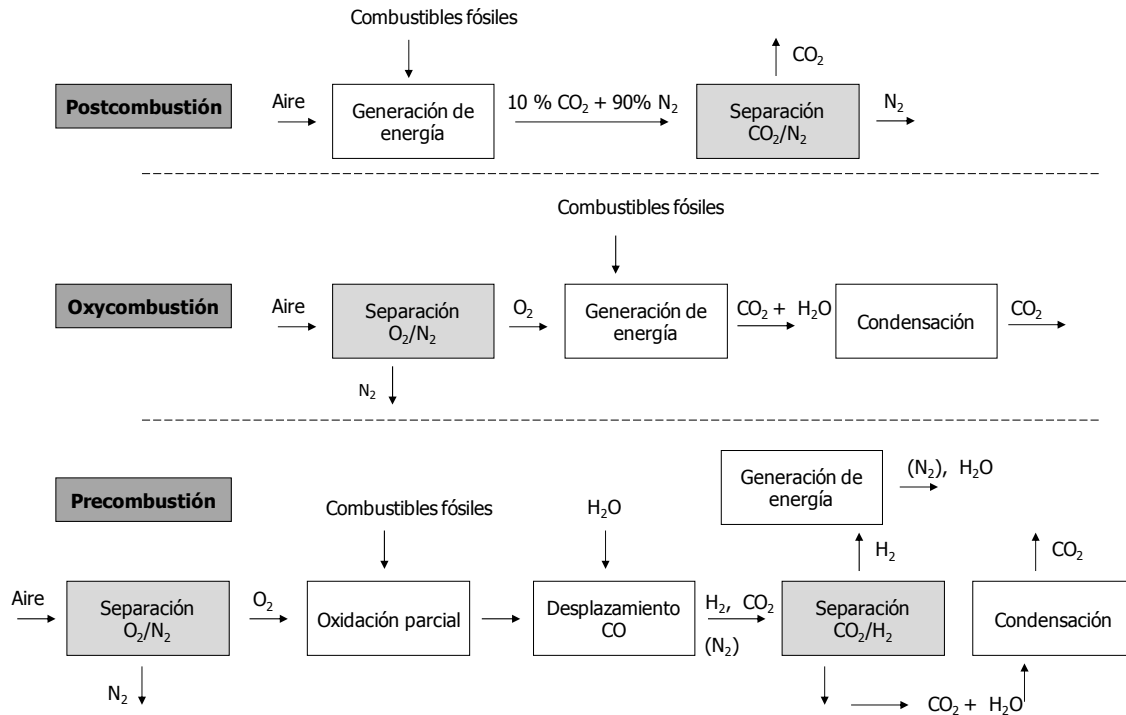 Combustibles fósiles
CO₂
Postcombustión
Aire
Generación de
energía
10 % CO₂ + 90% N₂
Separación
CO₂/N₂
N₂
Combustibles fósiles
Oxycombustión
Aire
Separación
O₂/N₂
O₂
Generación de
energía
CO₂ + H₂O
Condensación
CO₂
N₂
Precombustión
Combustibles fósiles
H₂O
Generación de
energía
(N₂), H₂O
H₂
CO₂
Aire
Separación
O₂/N₂
O₂
Oxidación parcial
Desplazamiento
CO
H₂, CO₂
(N₂)
Separación
CO₂/H₂
Condensación
N₂
CO₂ + H₂O